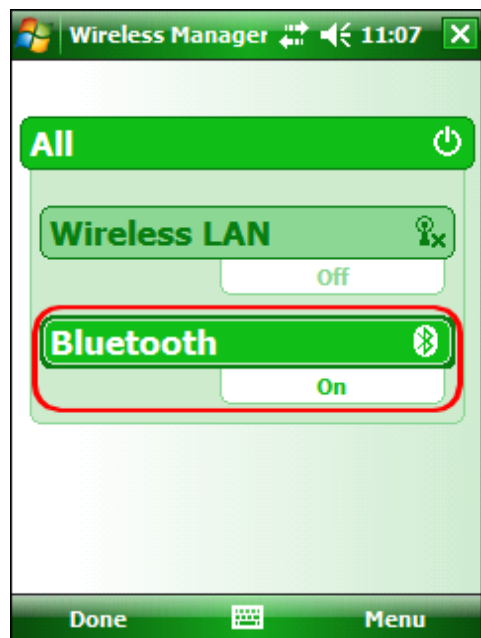 Wireless Manager 11:07
All
Wireless LAN
Off
Bluetooth
On
Done Menu